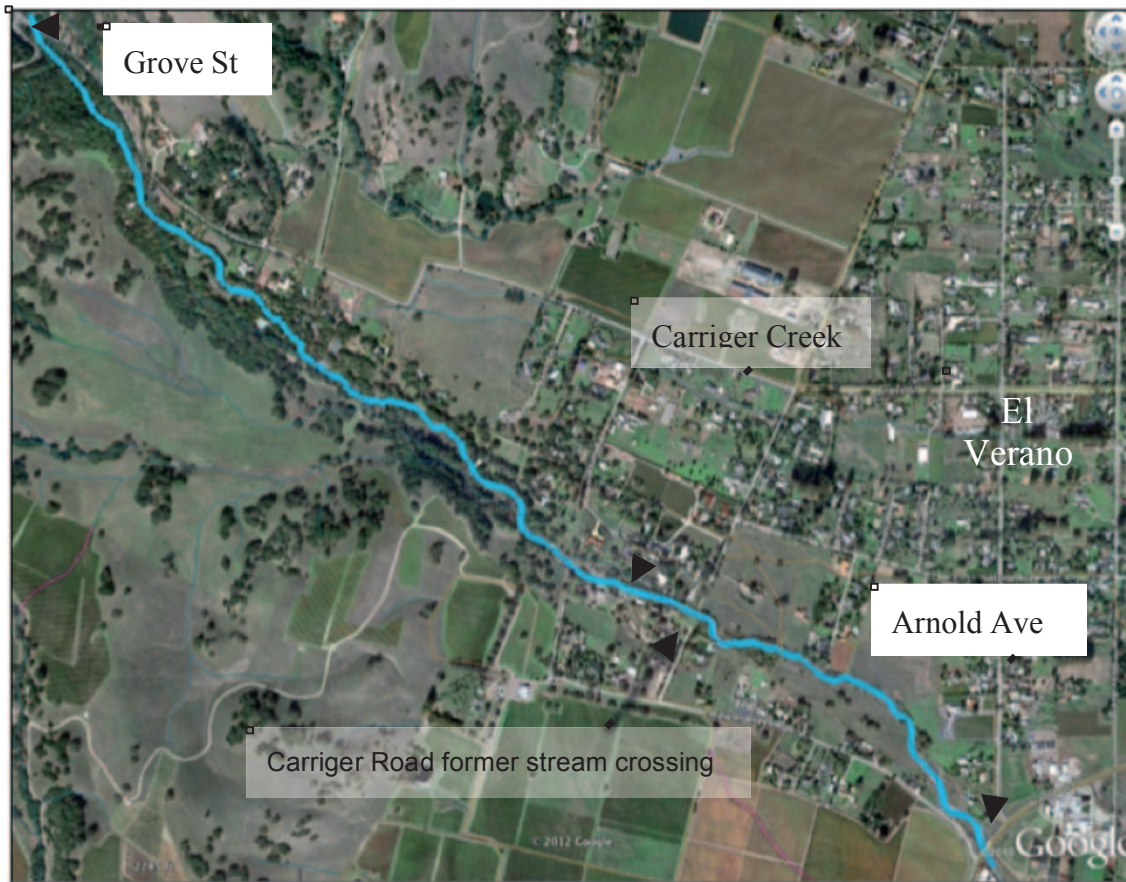 Grove St
Carriger Creek
El
Verano
Arnold Ave
Carriger Road former stream crossing
© 2012 Google
Google